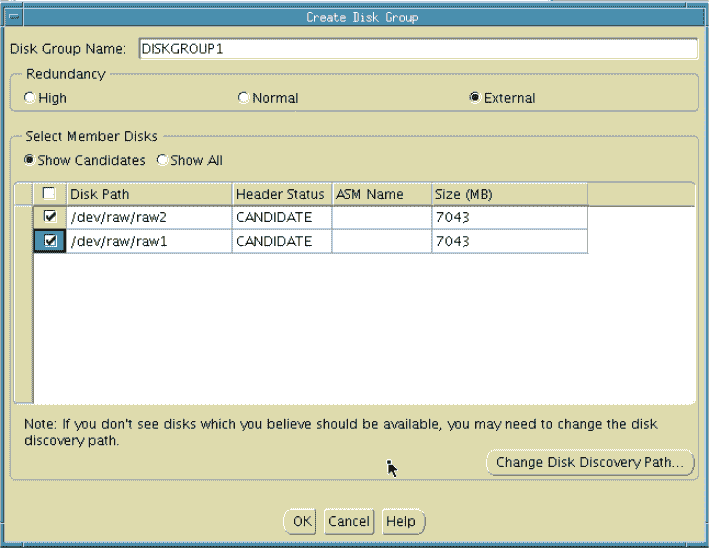 Create Disk Group
Disk Group Name: DISKGROUP1
Redundancy
High Normal External
Select Member Disks
Show Candidates Show All
Disk Path Header Status ASM Name Size (MB)
/dev/raw/raw2 CANDIDATE 7043
/dev/raw/raw1 CANDIDATE 7043
Note: If you don't see disks which you believe should be available, you may need to change the disk
discovery path.
Change Disk Discovery Path...
OK Cancel Help